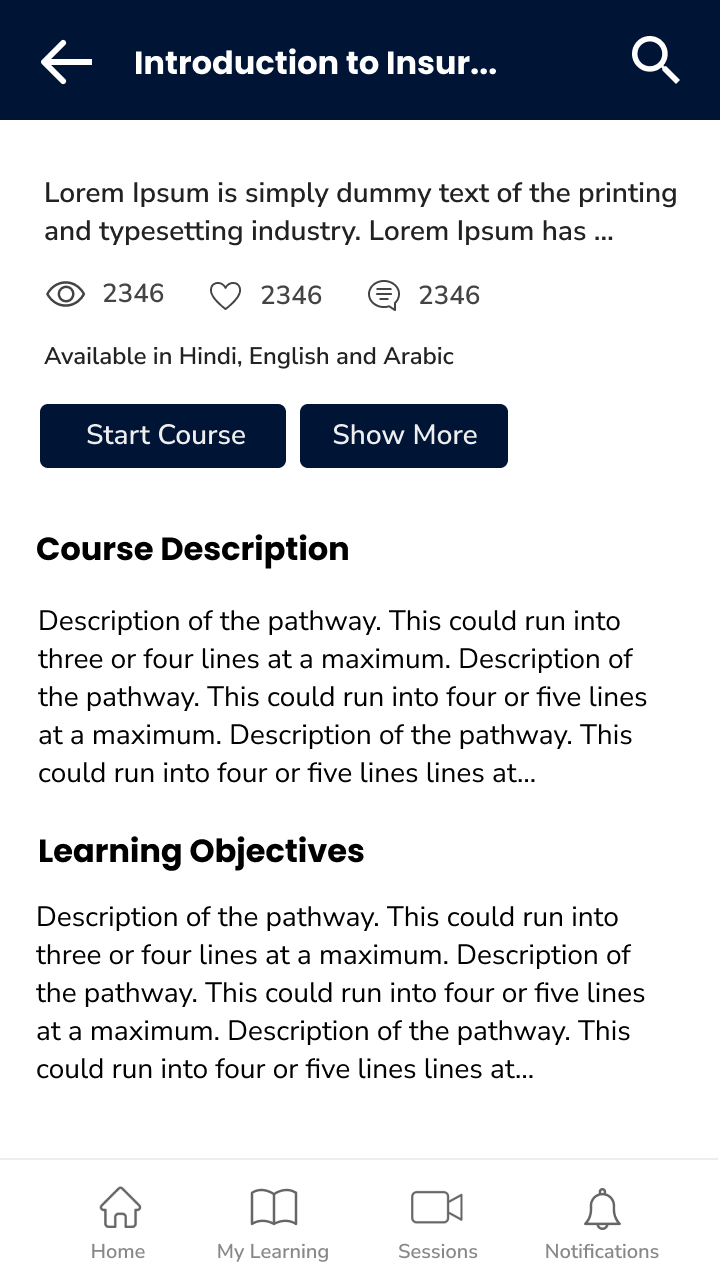 Introduction to Insur...
Lorem Ipsum is simply dummy text of the printing
and typesetting industry. Lorem Ipsum has ...
2346 2346 2346
Available in Hindi, English and Arabic
Start Course Show More
Course Description
Description of the pathway. This could run into
three or four lines at a maximum. Description of
the pathway. This could run into four or five lines
at a maximum. Description of the pathway. This
could run into four or five lines lines at...
Learning Objectives
Description of the pathway. This could run into
three or four lines at a maximum. Description of
the pathway. This could run into four or five lines
at a maximum. Description of the pathway. This
could run into four or five lines lines at...
Home My Learning Sessions Notifications